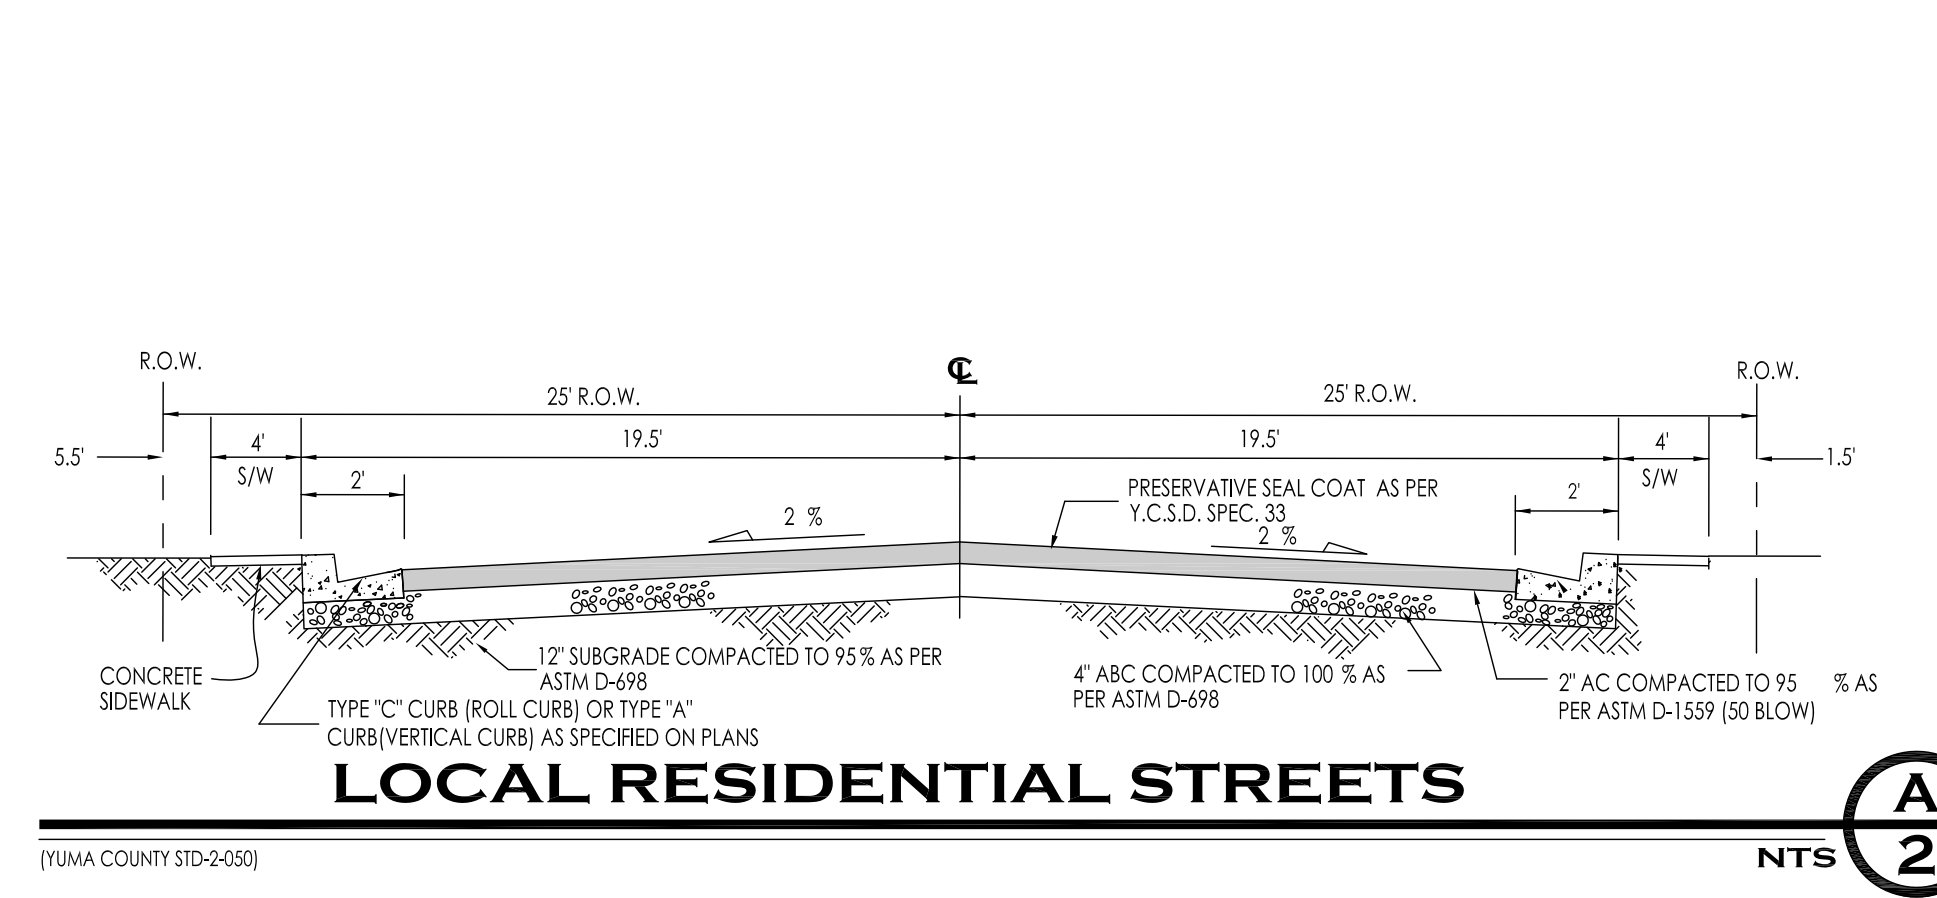 R.O.W.
℄
R.O.W.
25' R.O.W.
25' R.O.W.
5.5'
4'
S/W
19.5'
19.5'
4'
S/W
1.5'
2'
2'
2 %
PRESERVATIVE SEAL COAT AS PER
Y.C.S.D. SPEC. 33
2 %
CONCRETE
SIDEWALK
12" SUBGRADE COMPACTED TO 95% AS PER
ASTM D-698
TYPE "C" CURB (ROLL CURB) OR TYPE "A"
CURB(VERTICAL CURB) AS SPECIFIED ON PLANS
4" ABC COMPACTED TO 100 % AS
PER ASTM D-698
2" AC COMPACTED TO 95 % AS
PER ASTM D-1559 (50 BLOW)
LOCAL RESIDENTIAL STREETS
A
2
(YUMA COUNTY STD-2-050)
NTS